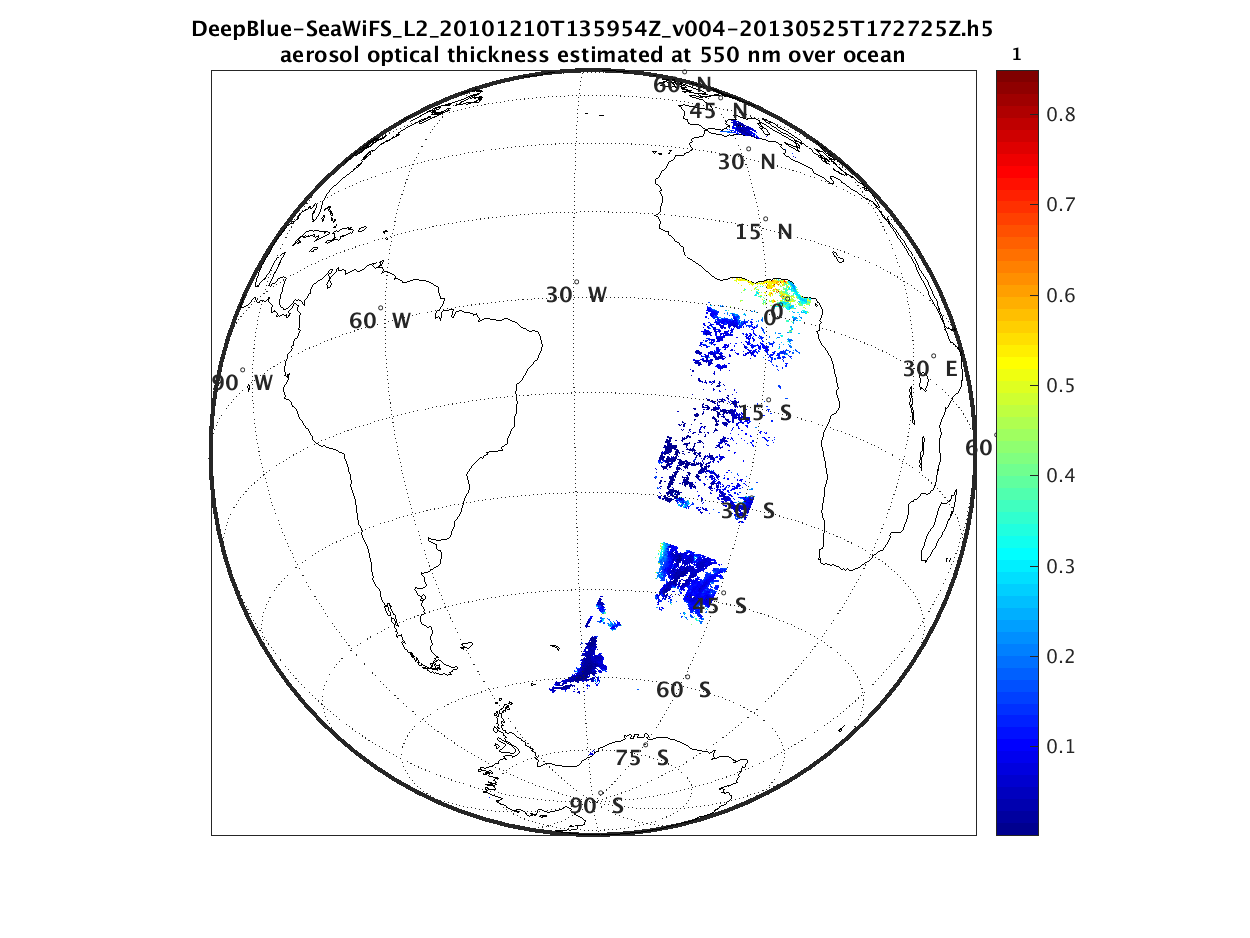 DeepBlue-SeaWiFS_L2_20101210T135954Z_v004-20130525T172725Z.h5
aerosol optical thickness estimated at 550 nm over ocean
1
60° N
45° N
30° N
15° N
30° W
60° W
90° W
0°
0°
30° E
60°
15° S
30° S
45° S
60° S
75° S
90° S
0.8
0.7
0.6
0.5
0.4
0.3
0.2
0.1